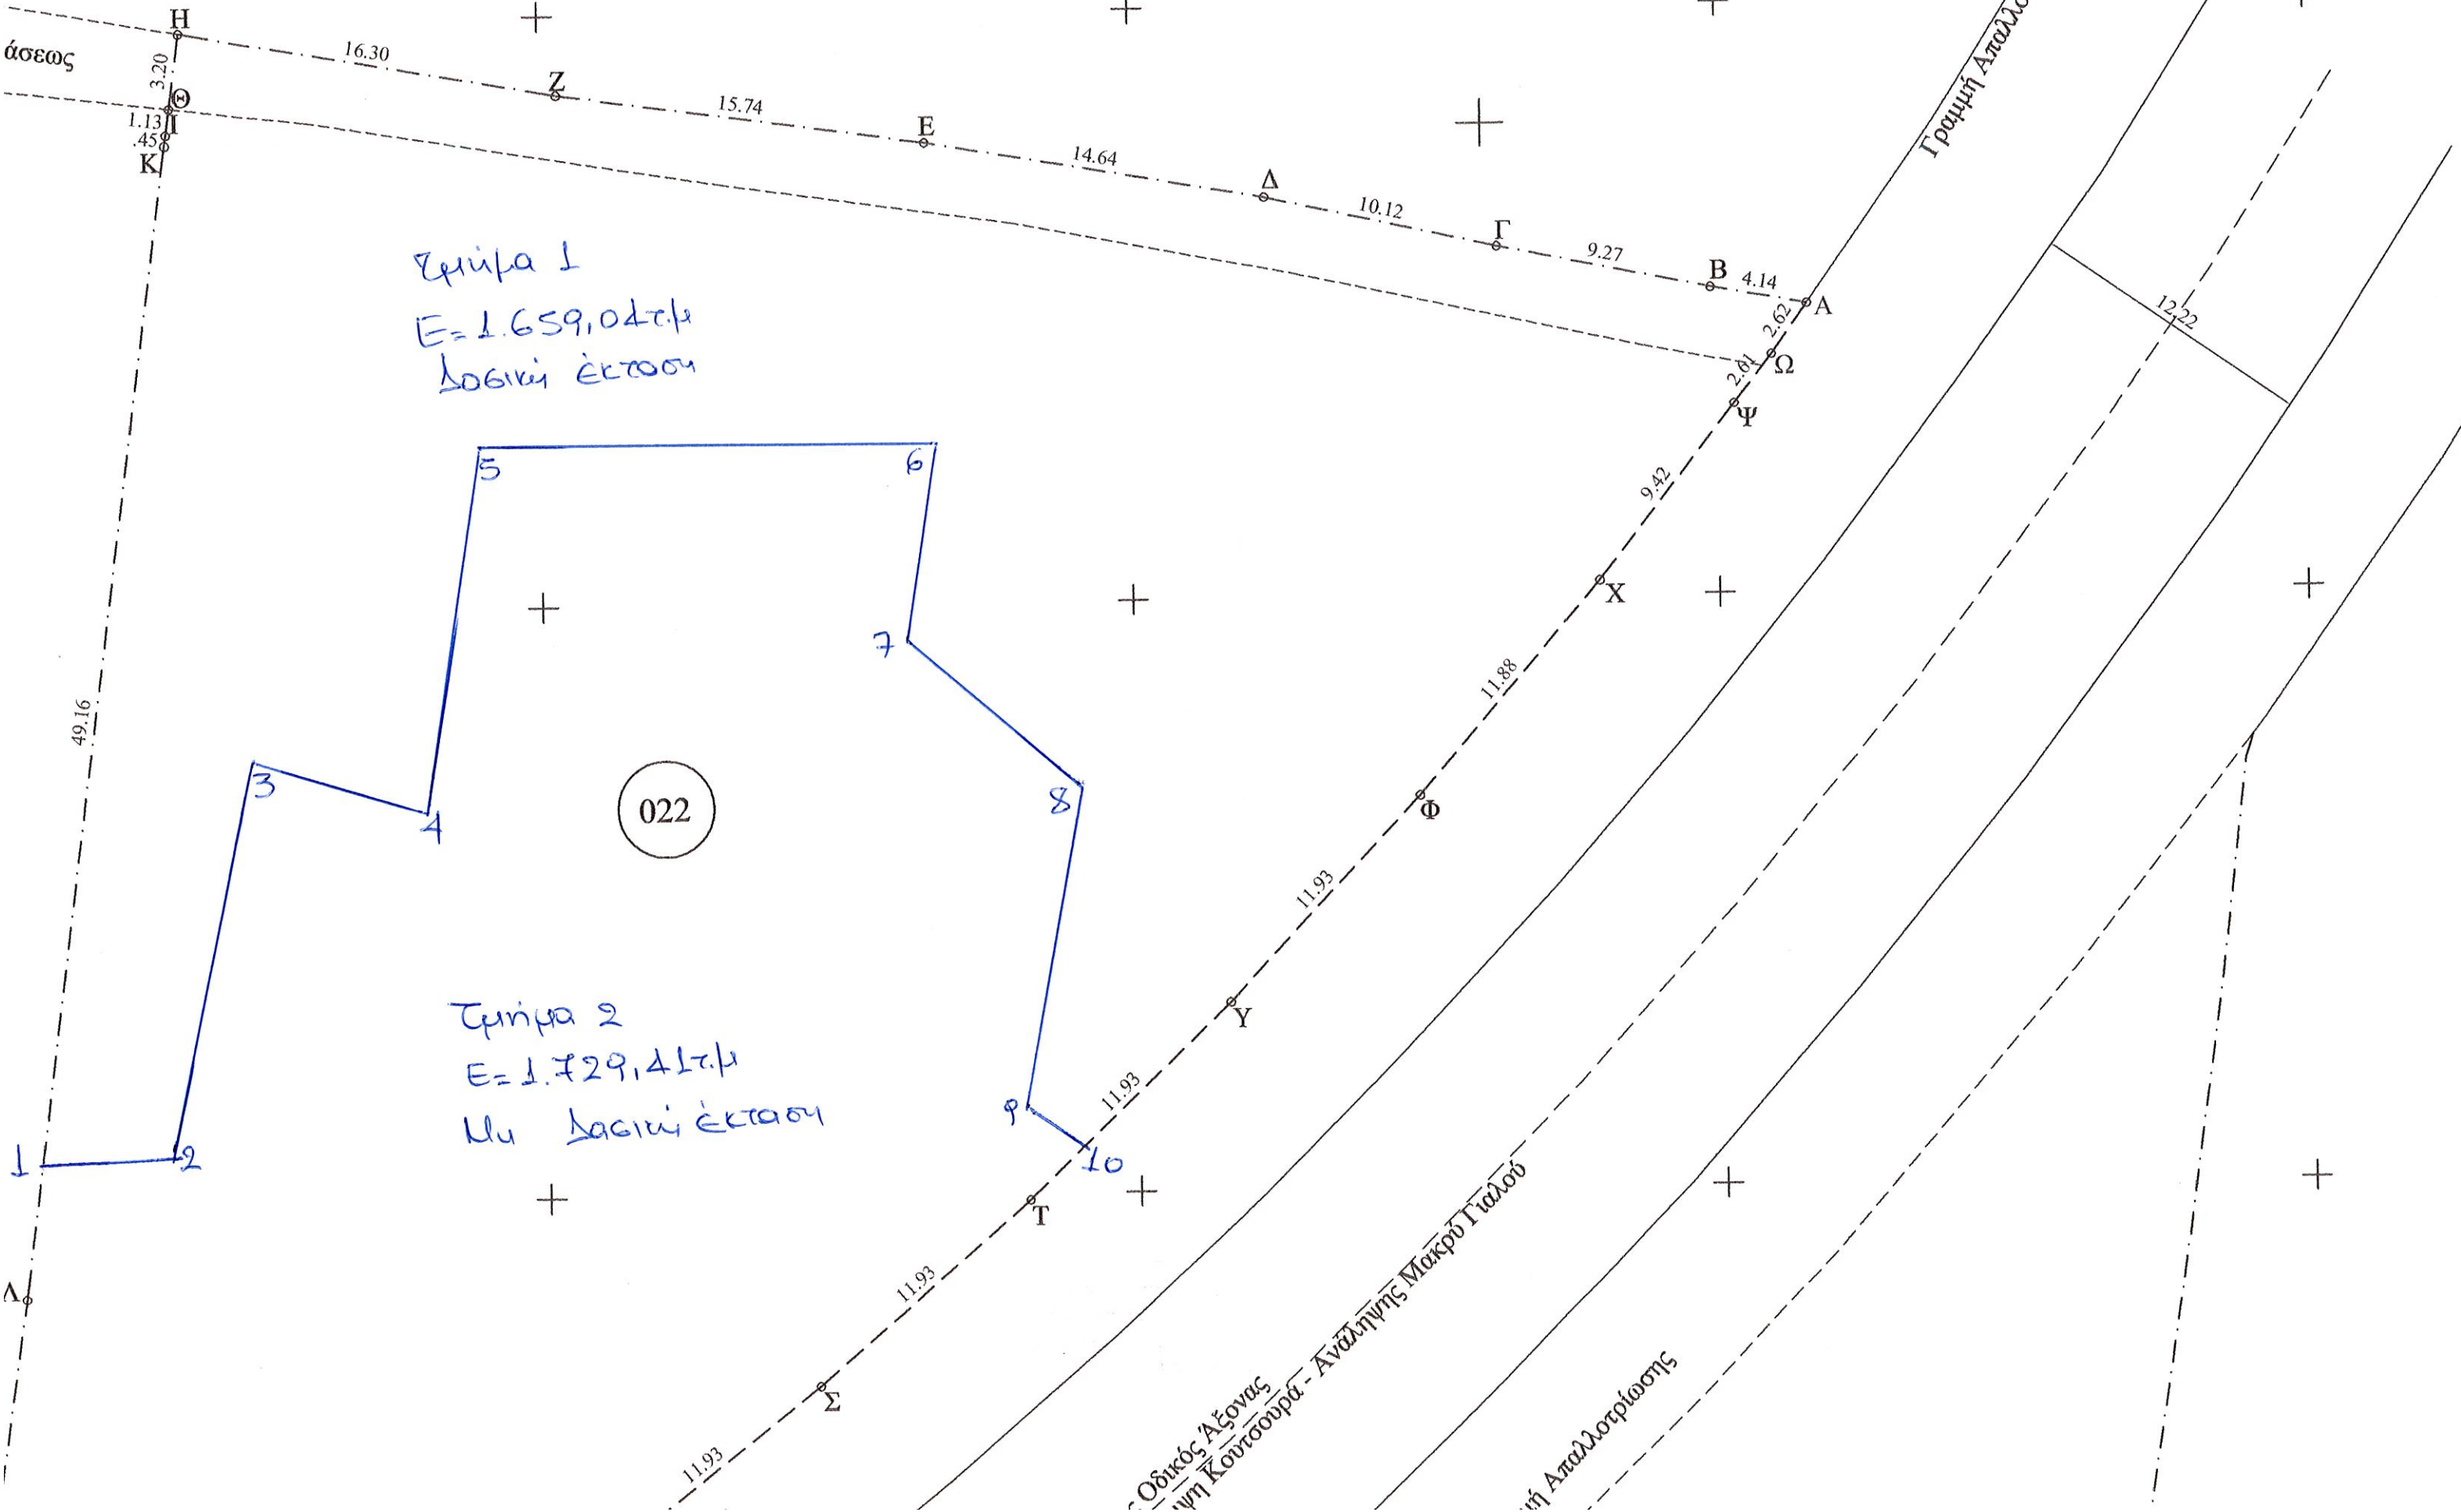 Η
άσεως
16.30
3.20
Ζ
Θ
15.74
1.13
Ι
Ε
.45
Κ
14.64
Δ
10.12
Γ
9.27
Β
4.14
Α
2.62
Ω
2.61
Ψ
Γραμμή Απαλλο
12.22
Τμήμα 1
Ε=1.659,04τ.μ
Δασική έκταση
5
6
9.42
Χ
7
11.88
49.16
3
4
022
8
Φ
11.93
Υ
Τμήμα 2
Ε=1.729,41τ.μ
Μη Δασική έκταση
9
11.93
10
1
2
Τ
Λ
11.93
Σ
11.93
ς Οδικός Άξονας
ψη Κουτσουρά - Ανάληψης Μακρύ Γιαλού
μή Απαλλοτρίωσης